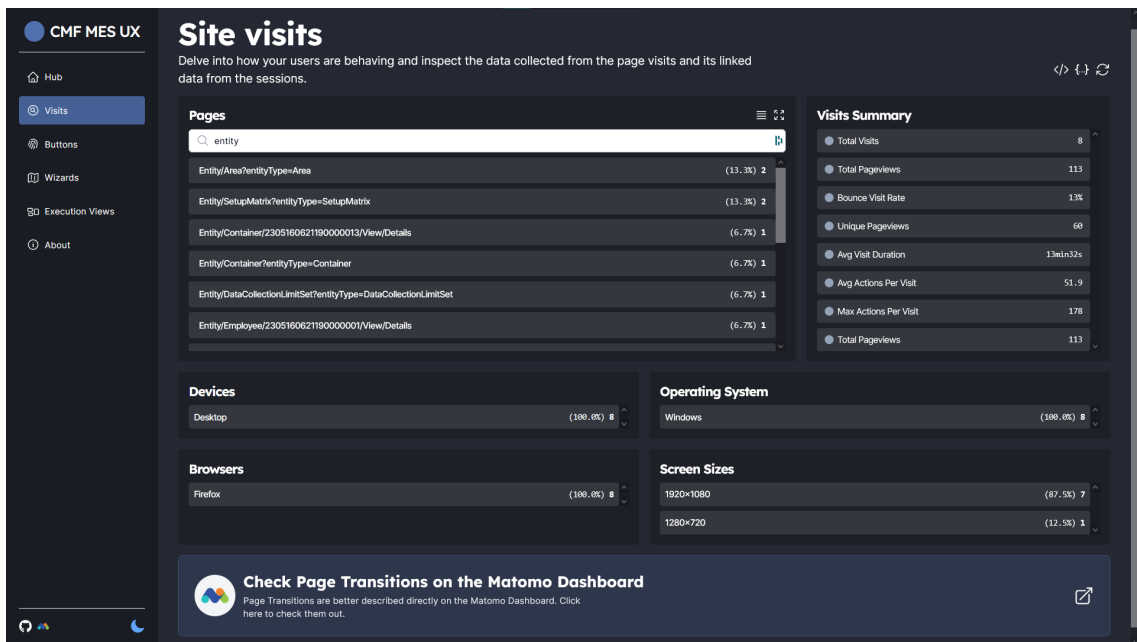 CMF MES UX
Hub
Visits
Buttons
Wizards
Execution Views
About
Site visits
Delve into how your users are behaving and inspect the data collected from the page visits and its linked
data from the sessions.
Pages
entity
Entity/Area?entityType=Area (13.3%) 2
Entity/SetupMatrix?entityType=SetupMatrix (13.3%) 2
Entity/Container/2305160621190000013/View/Details (6.7%) 1
Entity/Container?entityType=Container (6.7%) 1
Entity/DataCollectionLimitSet?entityType=DataCollectionLimitSet (6.7%) 1
Entity/Employee/2305160621190000001/View/Details (6.7%) 1
Visits Summary
Total Visits 8
Total Pageviews 113
Bounce Visit Rate 13%
Unique Pageviews 60
Avg Visit Duration 13min32s
Avg Actions Per Visit 51.9
Max Actions Per Visit 178
Total Pageviews 113
Devices
Desktop (100.0%) 8
Operating System
Windows (100.0%) 8
Browsers
Firefox (100.0%) 8
Screen Sizes
1920×1080 (87.5%) 7
1280×720 (12.5%) 1
Check Page Transitions on the Matomo Dashboard
Page Transitions are better described directly on the Matomo Dashboard. Click
here to check them out.